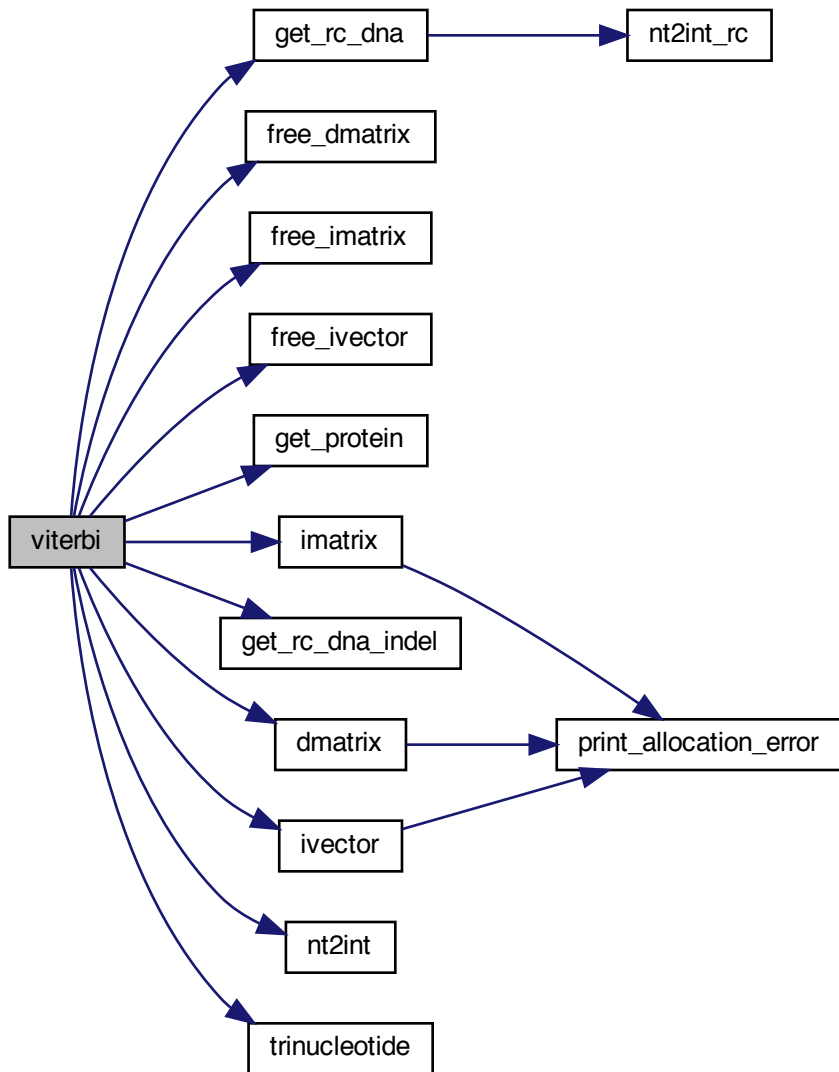 get_rc_dna
nt2int_rc
free_dmatrix
free_imatrix
free_ivector
get_protein
viterbi
imatrix
get_rc_dna_indel
dmatrix
print_allocation_error
ivector
nt2int
trinucleotide